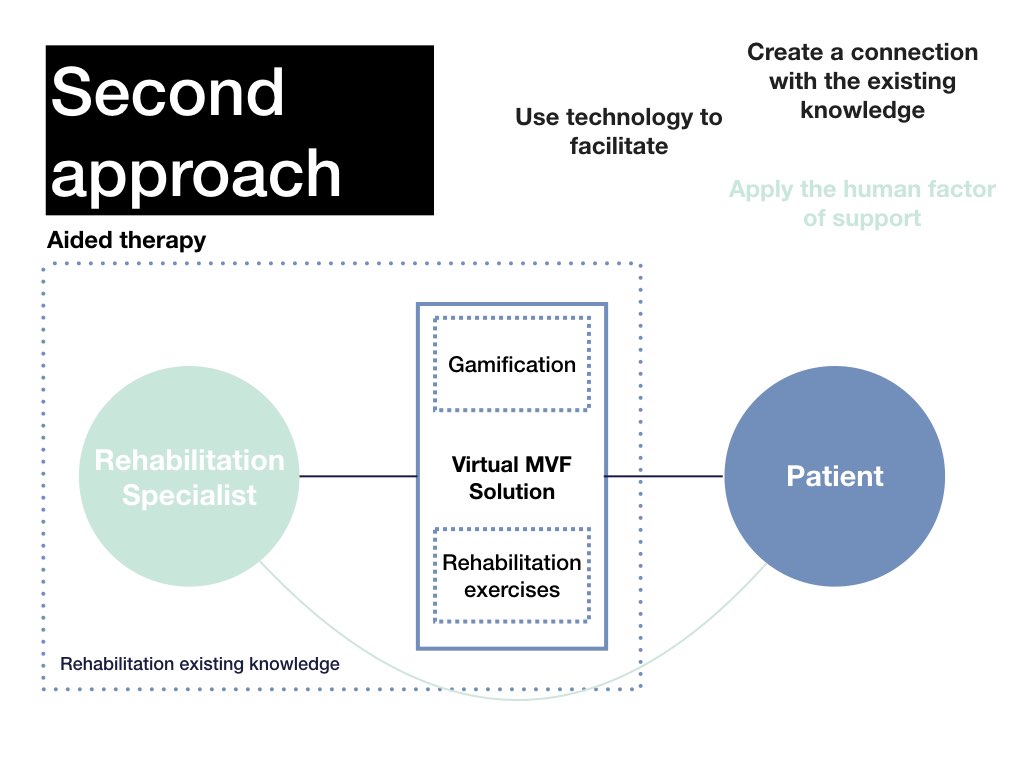 Second
approach
Create a connection
with the existing
knowledge
Use technology to
facilitate
Apply the human factor
of support
Aided therapy
Gamification
Rehabilitation
Specialist
Virtual MVF
Solution
Patient
Rehabilitation
exercises
Rehabilitation existing knowledge